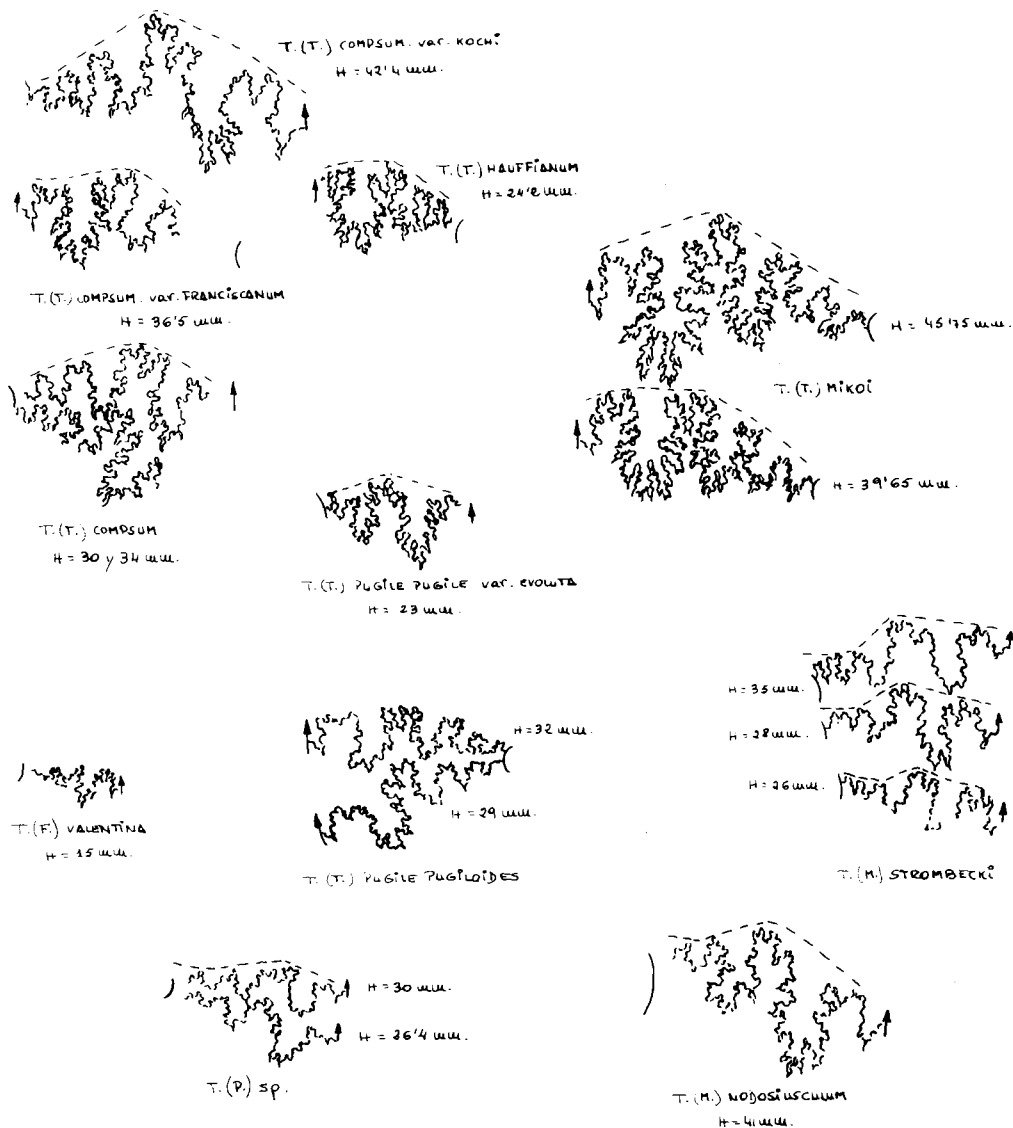 T. (T.) COMPSUM. var. KOCHI
H = 42'4 mm.
T. (T.) HAUFFIANUM
H = 24'2 mm.
T. (T.) COMPSUM. var. FRANCISCANUM
H = 36'5 mm.
H = 45'75 mm.
T. (T.) MIKOI
H = 39'65 mm.
T. (T.) COMPSUM
H = 30 y 34 mm.
T. (T.) PUGILE PUGILE var. EVOLUTA
H = 23 mm.
H = 35 mm.
H = 28 mm.
H = 26 mm.
T. (M.) STROMBECKI
H = 32 mm.
H = 29 mm.
T. (T.) PUGILE PUGILOIDES
T. (F.) VALENTINA
H = 15 mm.
H = 30 mm.
H = 26'4 mm.
T. (P.) sp.
T. (M.) NODOSIUSCULUM
H = 41 mm.